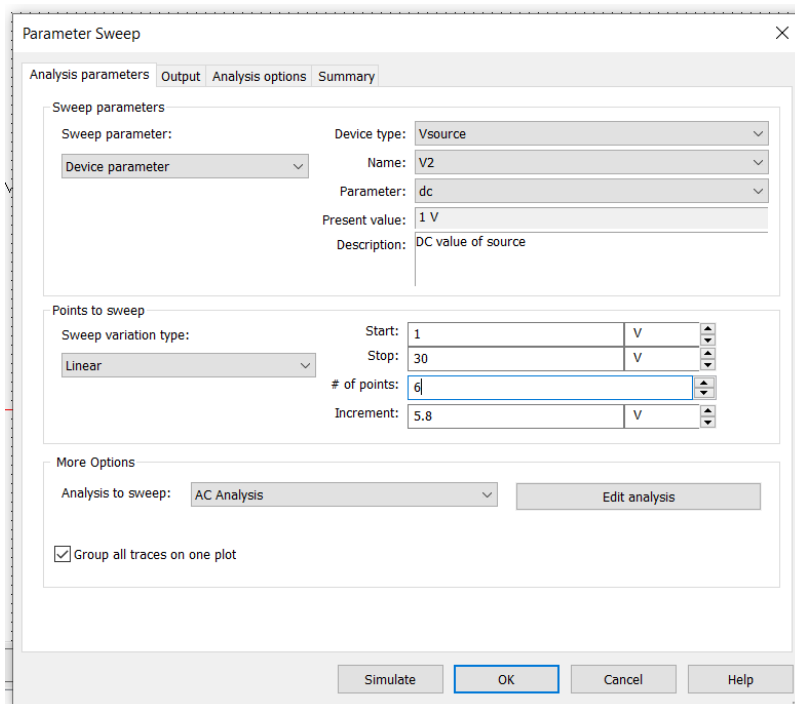 Parameter Sweep
Analysis parameters Output Analysis options Summary
Sweep parameters
Sweep parameter:
Device parameter
Device type: Vsource
Name: V2
Parameter: dc
Present value: 1 V
Description: DC value of source
Points to sweep
Sweep variation type:
Linear
Start: 1 V
Stop: 30 V
# of points: 6
Increment: 5.8 V
More Options
Analysis to sweep: AC Analysis Edit analysis
Group all traces on one plot
Simulate OK Cancel Help